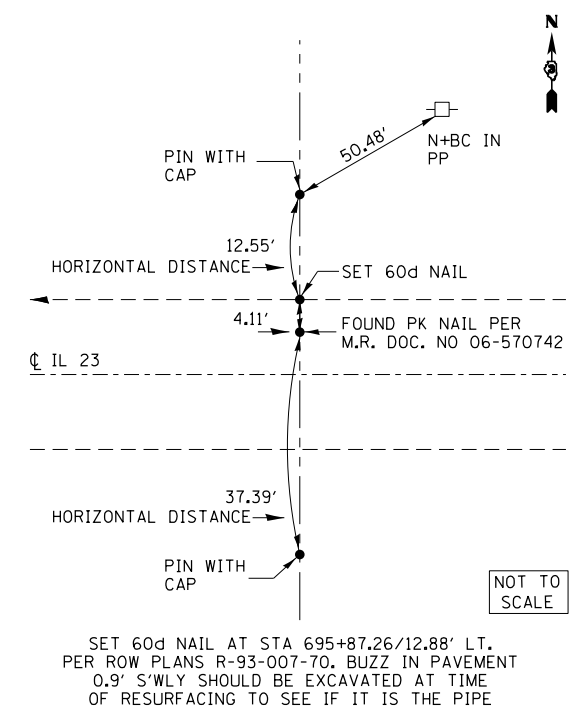 N
50.48'
N+BC IN
PP
PIN WITH
CAP
12.55'
HORIZONTAL DISTANCE
SET 60d NAIL
4.11'
FOUND PK NAIL PER
M.R. DOC. NO 06-570742
℄ IL 23
37.39'
HORIZONTAL DISTANCE
PIN WITH
CAP
NOT TO
SCALE
SET 60d NAIL AT STA 695+87.26/12.88' LT.
PER ROW PLANS R-93-007-70. BUZZ IN PAVEMENT
0.9' S'WLY SHOULD BE EXCAVATED AT TIME
OF RESURFACING TO SEE IF IT IS THE PIPE